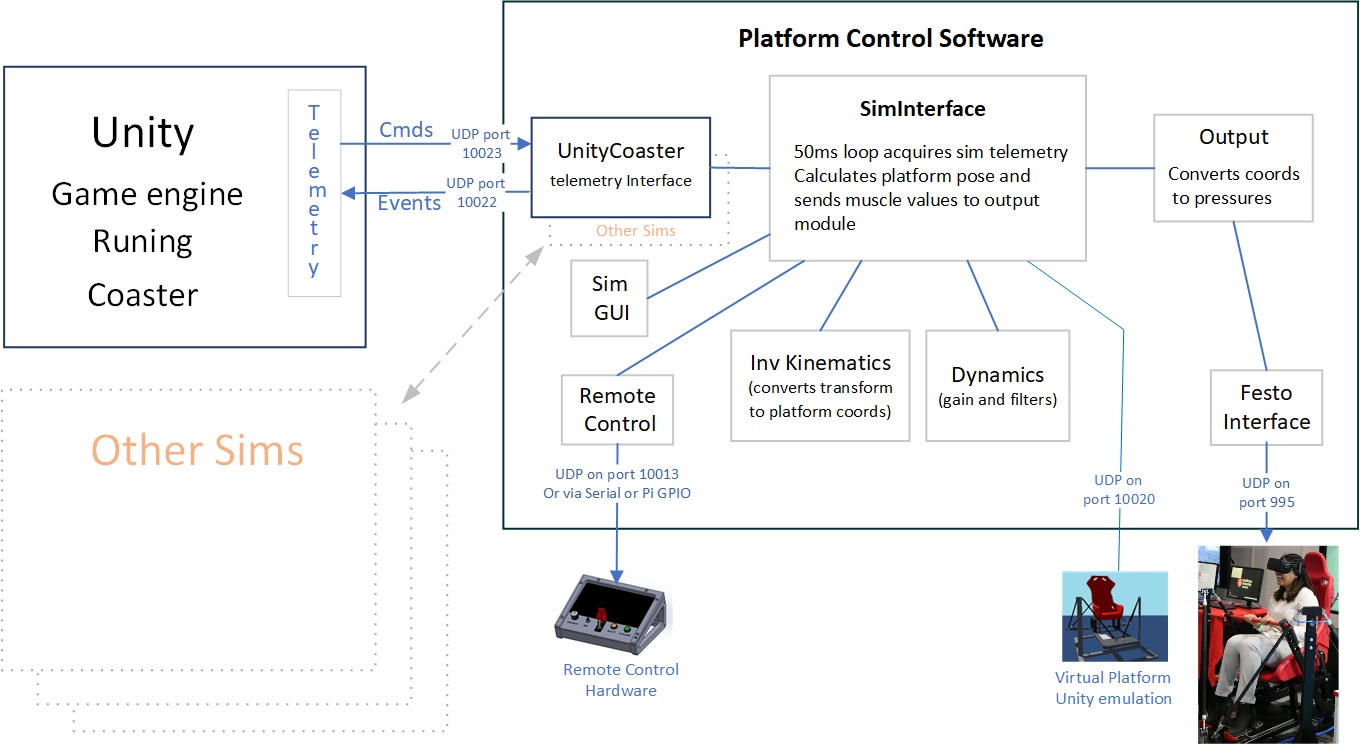 Platform Control Software
Unity
Game engine
Runing
Coaster
Telemetry
Cmds
UDP port
10023
Events
UDP port
10022
UnityCoaster
telemetry Interface
Other Sims
SimInterface
50ms loop acquires sim telemetry
Calculates platform pose and
sends muscle values to output
module
Output
Converts coords
to pressures
Sim
GUI
Remote
Control
Inv Kinematics
(converts transform
to platform coords)
Dynamics
(gain and filters)
Festo
Interface
Other Sims
UDP on port 10013
Or via Serial or Pi GPIO
UDP on
port 10020
UDP on
port 995
Remote Control
Hardware
Virtual Platform
Unity emulation